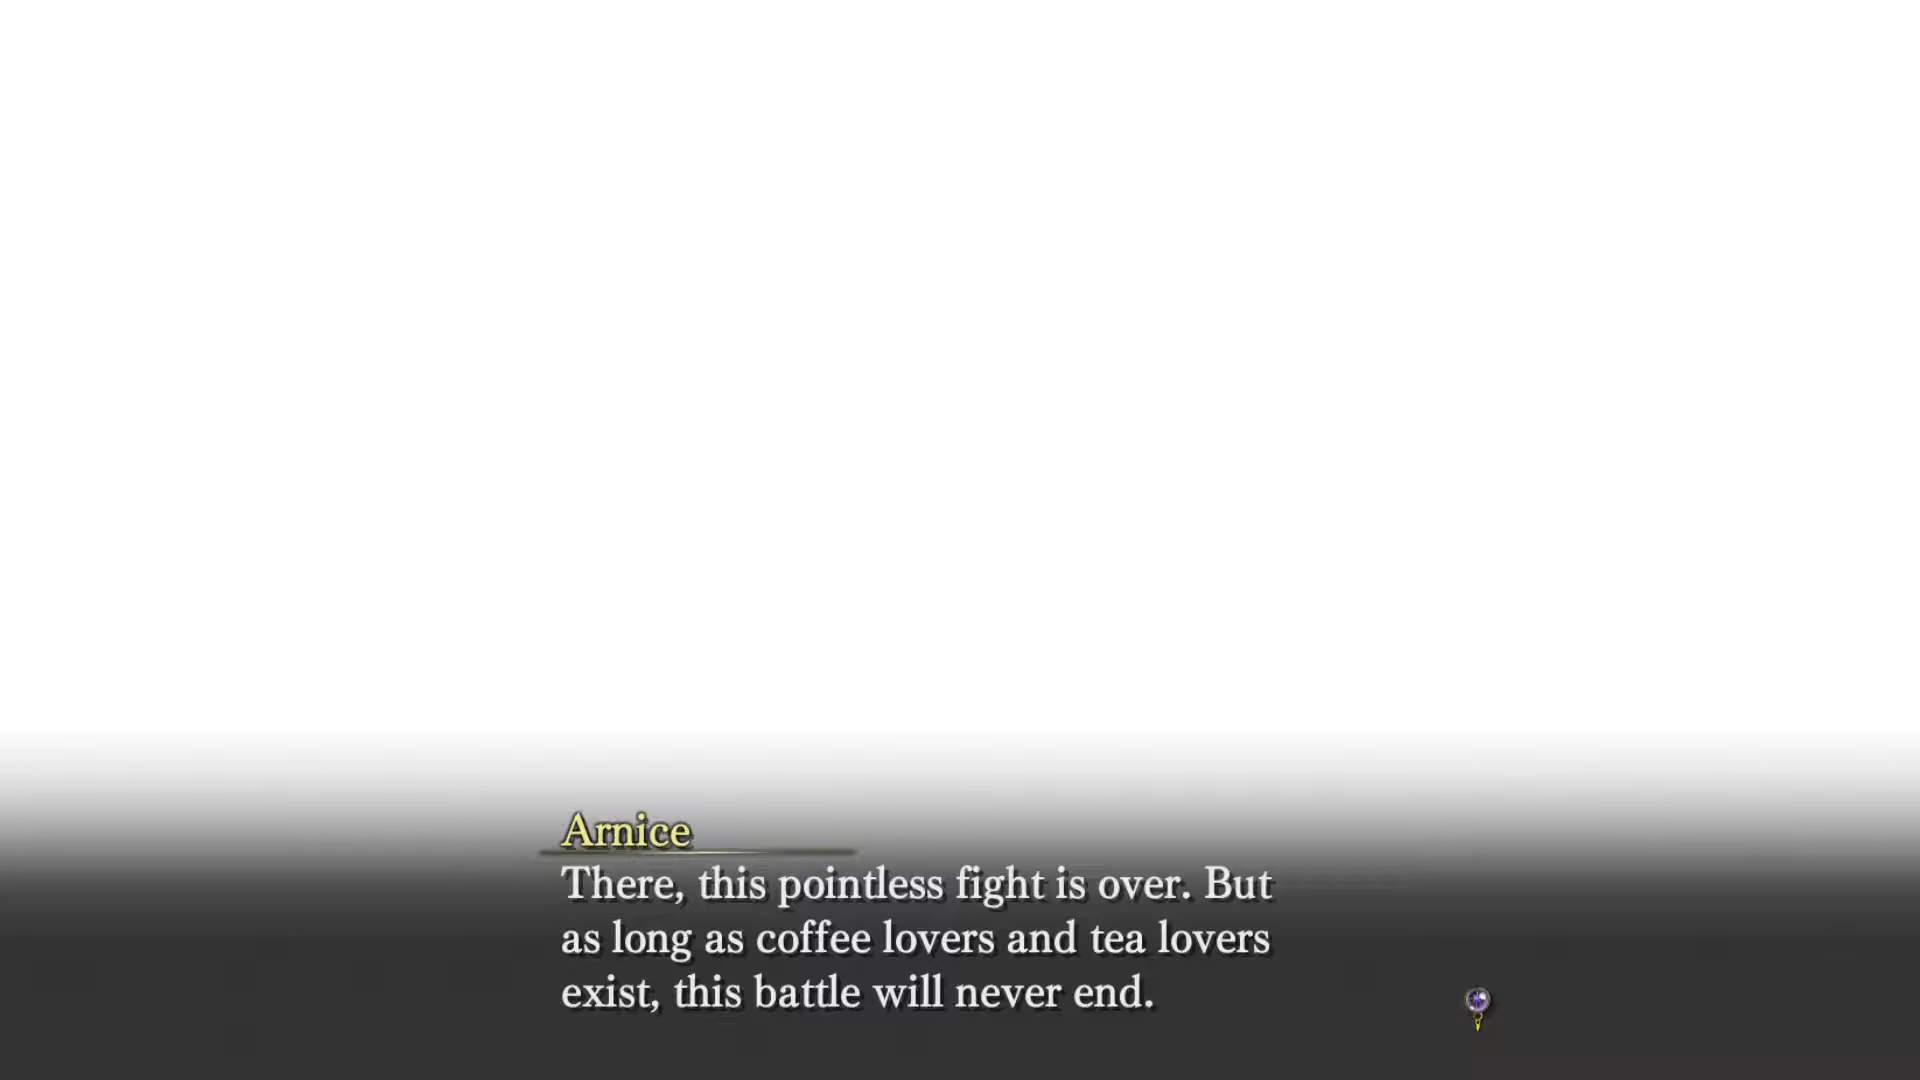 Arnice
There, this pointless fight is over. But
as long as coffee lovers and tea lovers
exist, this battle will never end.